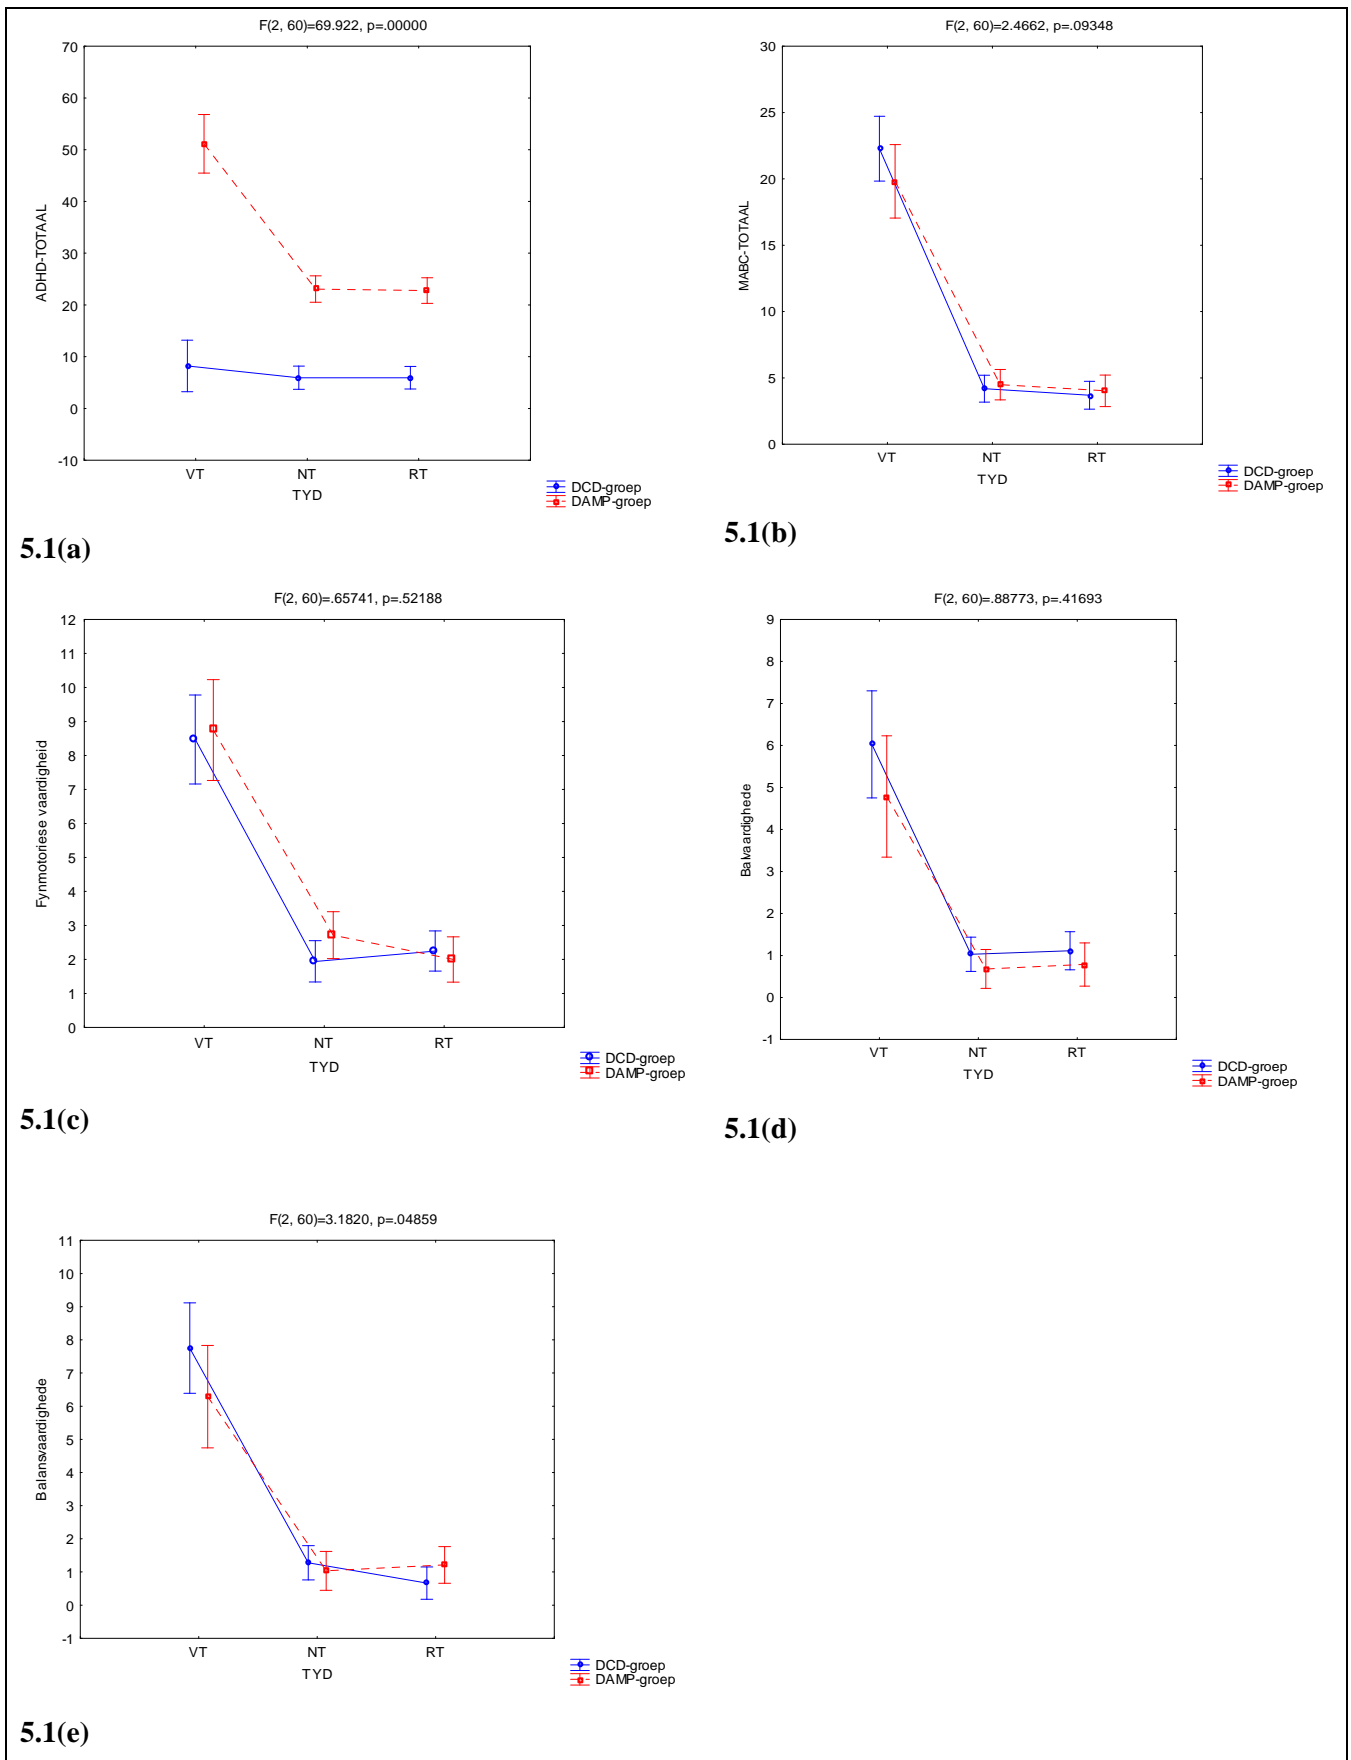 F(2, 60)=69.922, p=.00000
70
60
50
40
30
20
10
0
-10
ADHD-TOTAAL
VT NT RT
TYD
DCD-groep
DAMP-groep
5.1(a)
F(2, 60)=2.4662, p=.09348
30
25
20
15
10
5
0
MABC-TOTAAL
VT NT RT
TYD
DCD-groep
DAMP-groep
5.1(b)
F(2, 60)=.65741, p=.52188
12
11
10
9
8
7
6
5
4
3
2
1
0
Fynmotoriese vaardigheid
VT NT RT
TYD
DCD-groep
DAMP-groep
5.1(c)
F(2, 60)=.88773, p=.41693
9
8
7
6
5
4
3
2
1
0
-1
Balvaardighede
VT NT RT
TYD
DCD-groep
DAMP-groep
5.1(d)
F(2, 60)=3.1820, p=.04859
11
10
9
8
7
6
5
4
3
2
1
0
-1
Balansvaardighede
VT NT RT
TYD
DCD-groep
DAMP-groep
5.1(e)